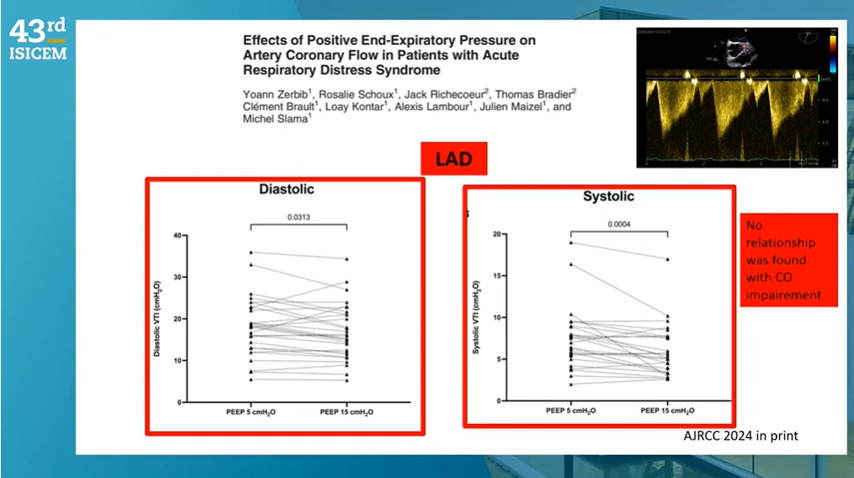 43rd
ISICEM
Effects of Positive End-Expiratory Pressure on
Artery Coronary Flow in Patients with Acute
Respiratory Distress Syndrome
Yoann Zerbib1, Rosalie Schoux1, Jack Richecoeur2, Thomas Bradier2
Clément Brault1, Loay Kontar1, Alexis Lambour1, Julien Maizel1, and
Michel Slama1
LAD
Diastolic
0.0313
40
30
20
10
0
Diastolic VTI (cmH2O)
PEEP 5 cmH2O
PEEP 15 cmH2O
Systolic
0.0004
20
15
10
5
0
Systolic VTI (cmH2O)
PEEP 5 cmH2O
PEEP 15 cmH2O
No
relationship
was found
with CO
impairement
AJRCC 2024 in print